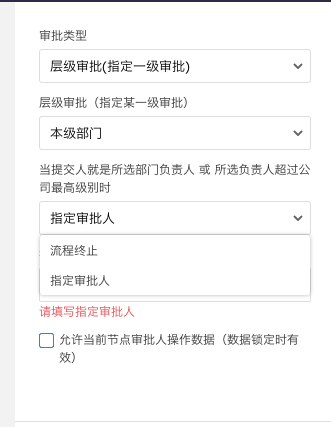 审批类型
层级审批(指定一级审批)
层级审批（指定某一级审批）
本级部门
当提交人就是所选部门负责人 或 所选负责人超过公
司最高级别时
指定审批人
流程终止
指定审批人
请填写指定审批人
允许当前节点审批人操作数据（数据锁定时有
效）